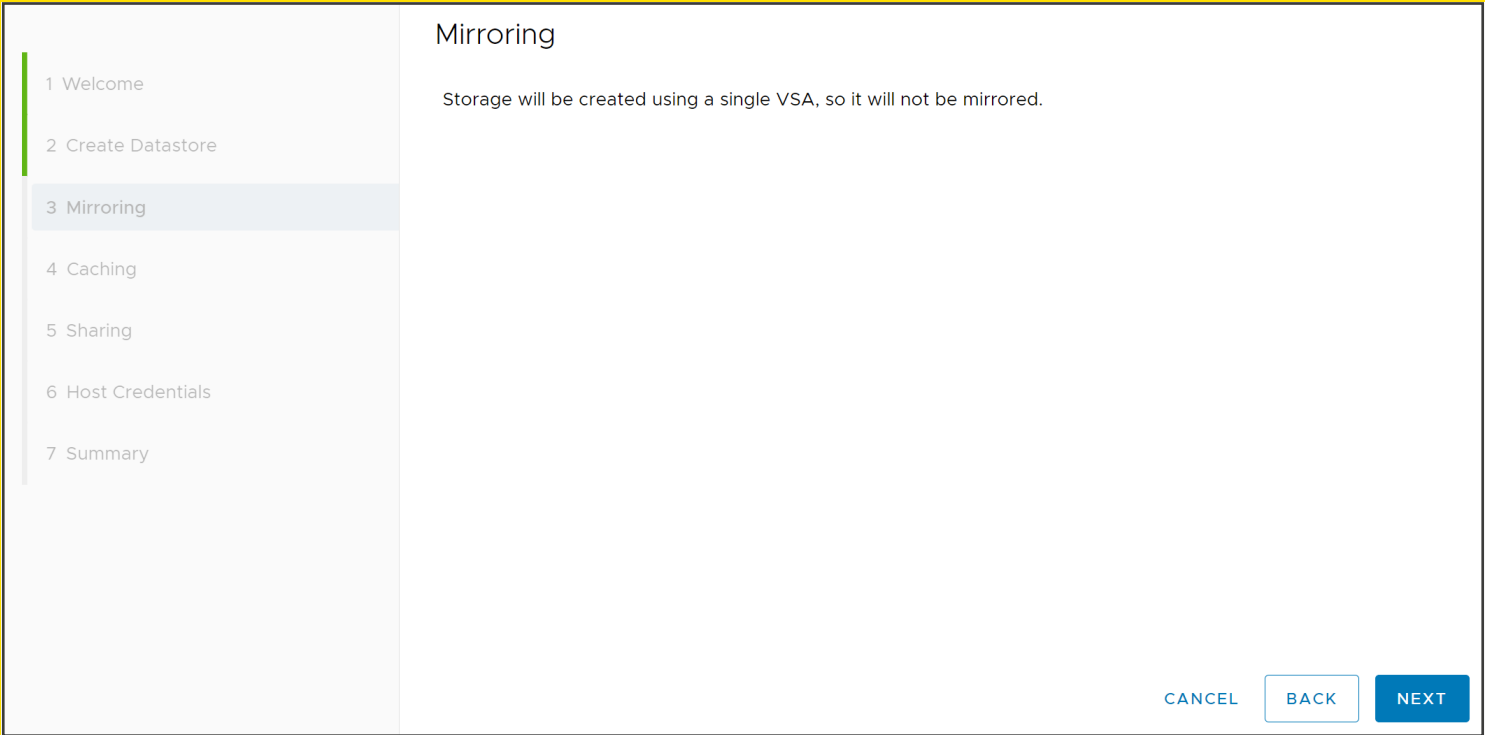 1 Welcome
2 Create Datastore
3 Mirroring
4 Caching
5 Sharing
6 Host Credentials
7 Summary
Mirroring
Storage will be created using a single VSA, so it will not be mirrored.
CANCEL
BACK
NEXT